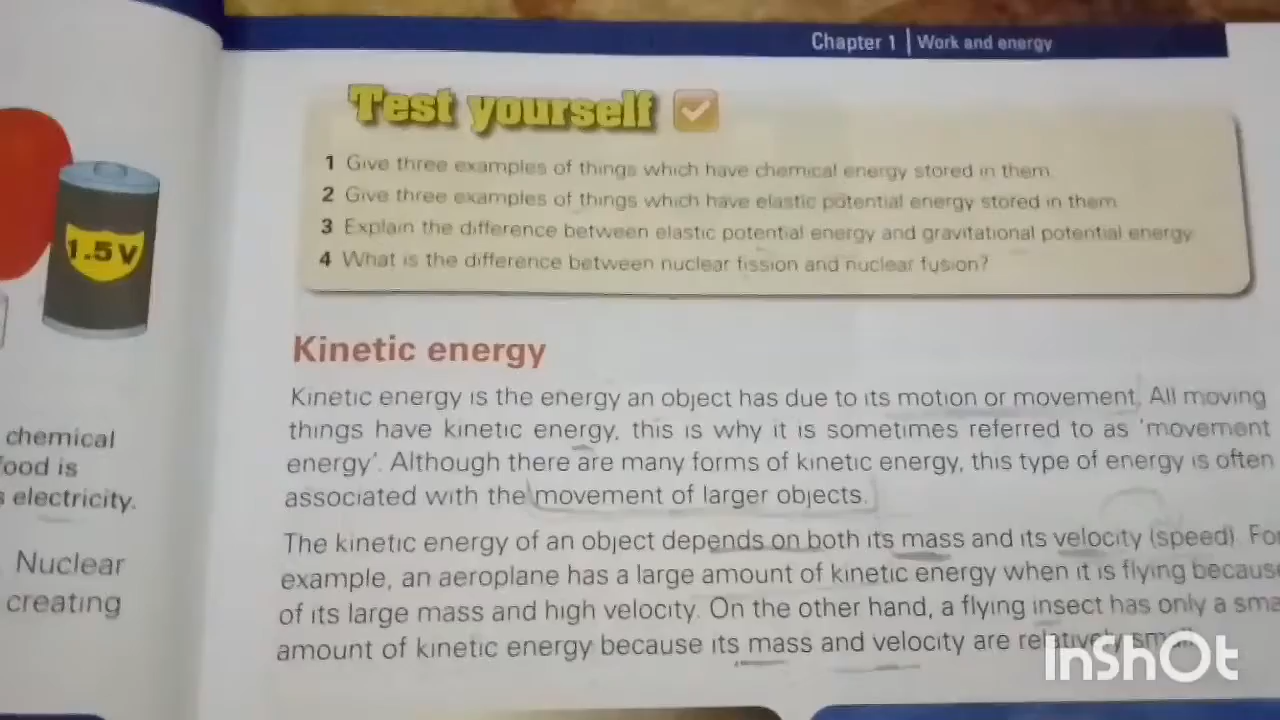 Chapter 1 | Work and energy
Test yourself
1 Give three examples of things which have chemical energy stored in them.
2 Give three examples of things which have elastic potential energy stored in them.
3 Explain the difference between elastic potential energy and gravitational potential energy.
4 What is the difference between nuclear fission and nuclear fusion?
1.5 V
Kinetic energy
Kinetic energy is the energy an object has due to its motion or movement. All moving
things have kinetic energy, this is why it is sometimes referred to as 'movement
energy'. Although there are many forms of kinetic energy, this type of energy is often
associated with the movement of larger objects.
The kinetic energy of an object depends on both its mass and its velocity (speed). For
example, an aeroplane has a large amount of kinetic energy when it is flying because
of its large mass and high velocity. On the other hand, a flying insect has only a sma
amount of kinetic energy because its mass and velocity are relatively
chemical
food is
s electricity.
Nuclear
creating
InShOt